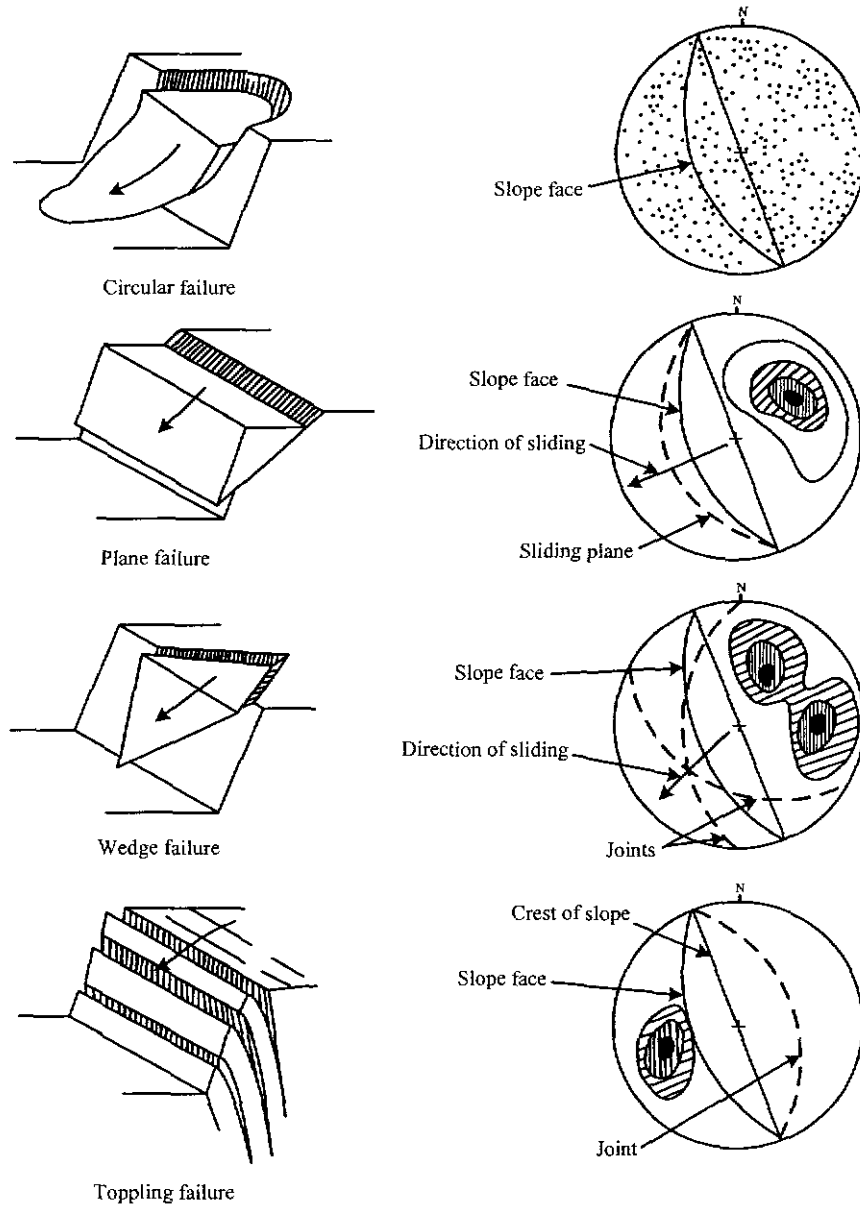 N
Slope face
Circular failure
N
Slope face
Direction of sliding
Sliding plane
Plane failure
N
Slope face
Direction of sliding
Joints
Wedge failure
N
Crest of slope
Slope face
Joint
Toppling failure